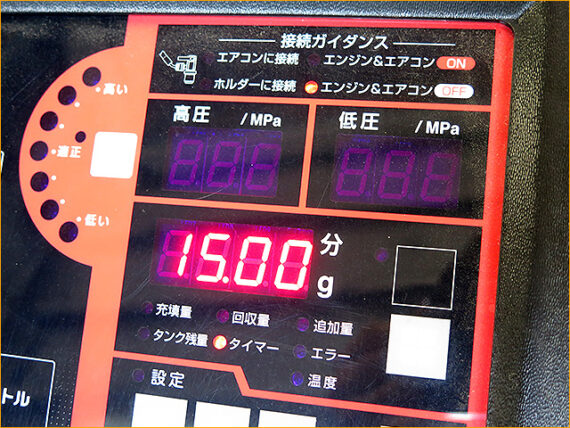 接続ガイダンス
エアコンに接続 エンジン&エアコン ON
ホルダーに接続 エンジン&エアコン OFF
高い
適正
低い
高圧 /MPa 低圧 /MPa
15.00 分
g
充填量 回収量 追加量
タンク残量 タイマー エラー
設定 温度
トル